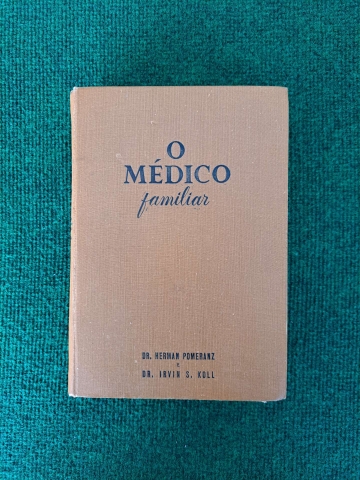 O
MÉDICO
familiar
DR. HERMAN POMERANZ
E
DR. IRVIN S. KOLL